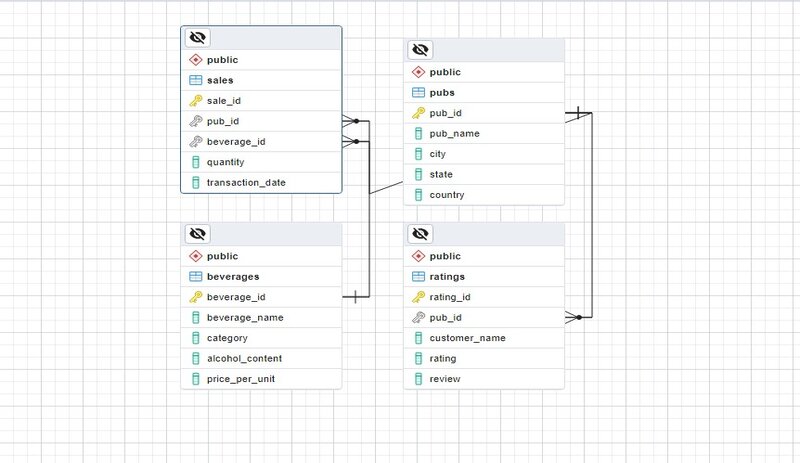 public
sales
sale_id
pub_id
beverage_id
quantity
transaction_date
public
pubs
pub_id
pub_name
city
state
country
public
beverages
beverage_id
beverage_name
category
alcohol_content
price_per_unit
public
ratings
rating_id
pub_id
customer_name
rating
review